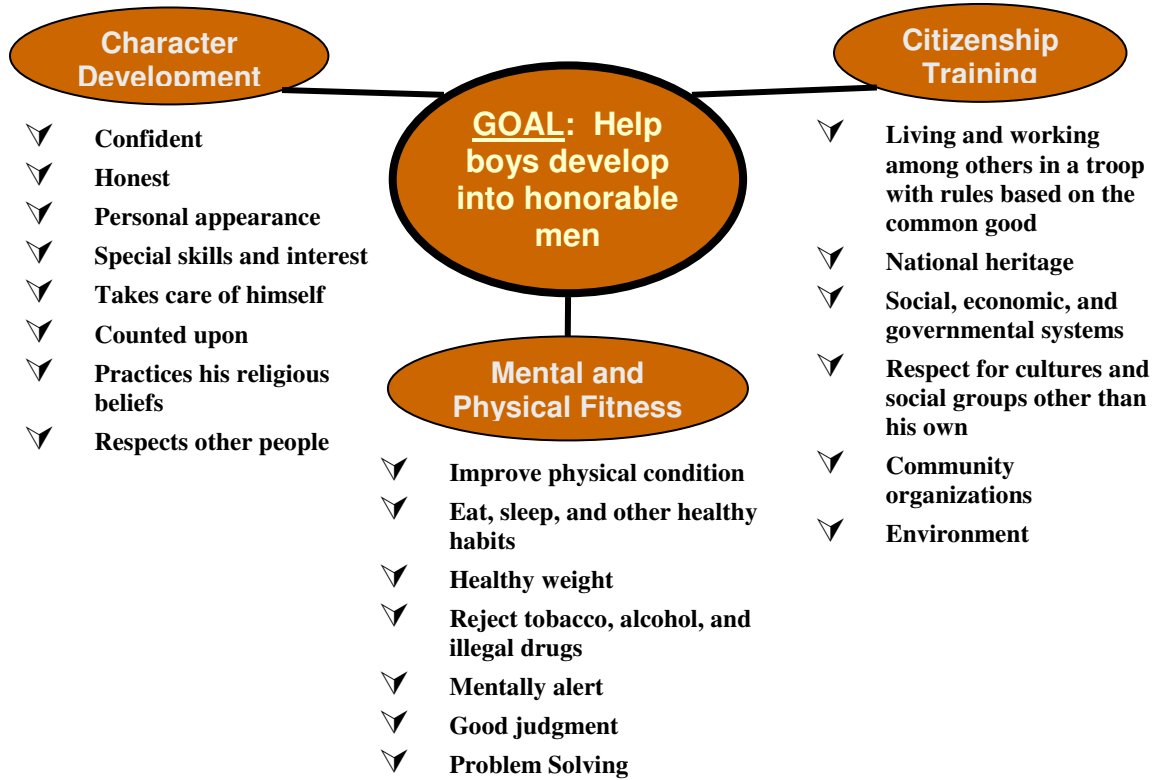 Character
Development
Confident
Honest
Personal appearance
Special skills and interest
Takes care of himself
Counted upon
Practices his religious
beliefs
Respects other people
GOAL: Help
boys develop
into honorable
men
Mental and
Physical Fitness
Improve physical condition
Eat, sleep, and other healthy
habits
Healthy weight
Reject tobacco, alcohol, and
illegal drugs
Mentally alert
Good judgment
Problem Solving
Citizenship
Training
Living and working
among others in a troop
with rules based on the
common good
National heritage
Social, economic, and
governmental systems
Respect for cultures and
social groups other than
his own
Community
organizations
Environment